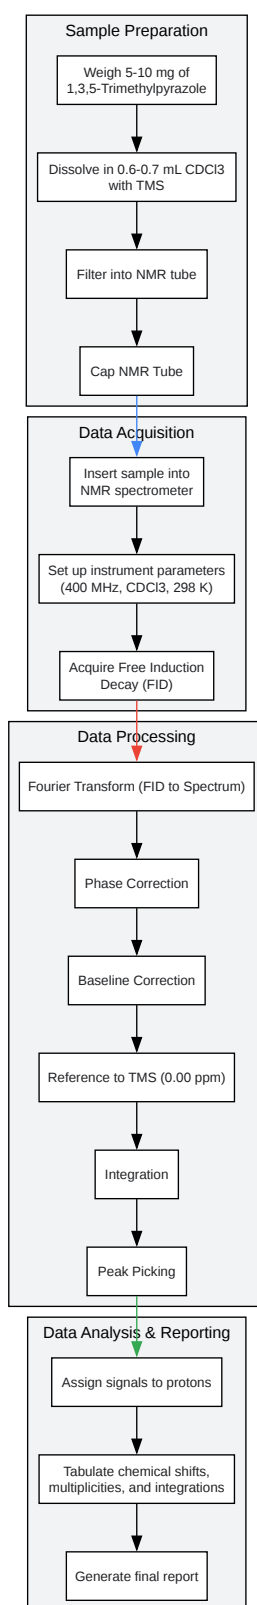 Sample Preparation
Weigh 5-10 mg of
1,3,5-Trimethylpyrazole
Dissolve in 0.6-0.7 mL CDCl3
with TMS
Filter into NMR tube
Cap NMR Tube
Data Acquisition
Insert sample into
NMR spectrometer
Set up instrument parameters
(400 MHz, CDCl3, 298 K)
Acquire Free Induction
Decay (FID)
Data Processing
Fourier Transform (FID to Spectrum)
Phase Correction
Baseline Correction
Reference to TMS (0.00 ppm)
Integration
Peak Picking
Data Analysis & Reporting
Assign signals to protons
Tabulate chemical shifts,
multiplicities, and integrations
Generate final report